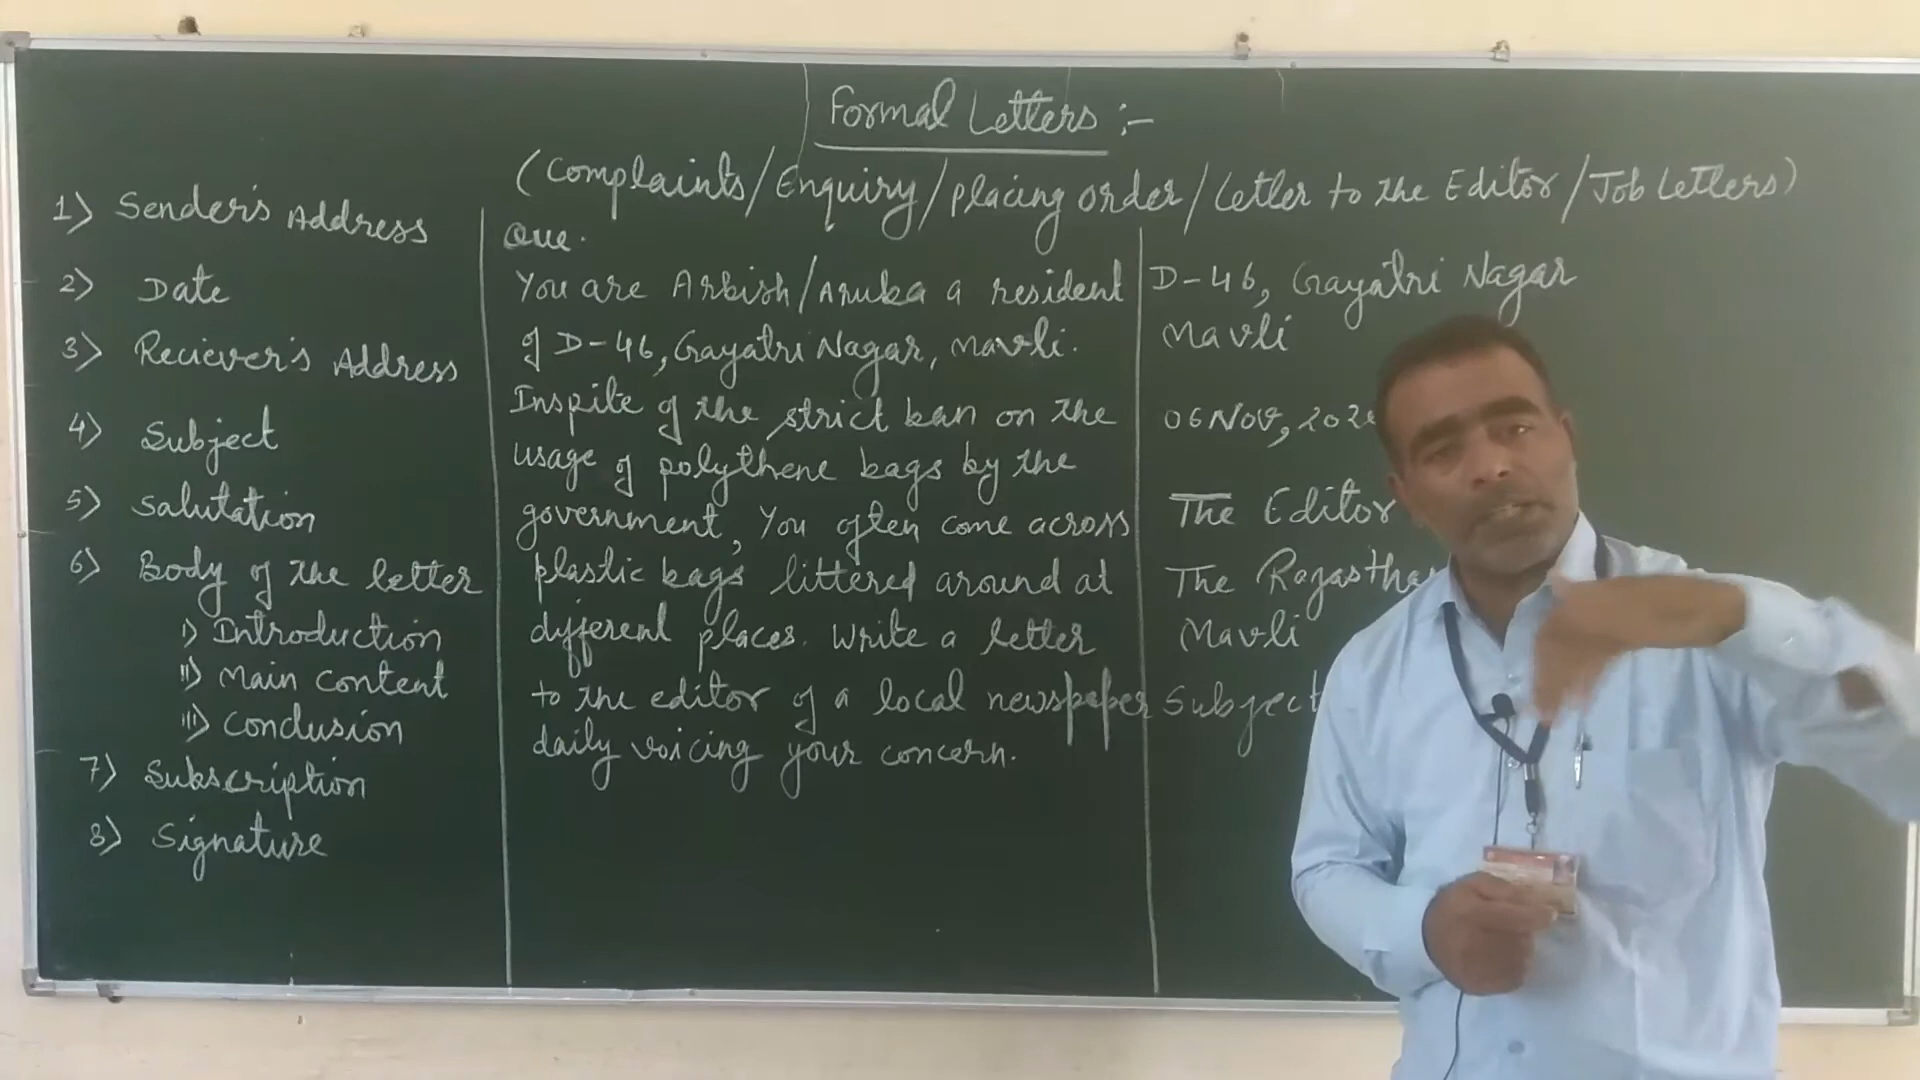 Formal Letters :-
(Complaints/Enquiry/placing order/Letter to the Editor/Job Letters)
1) Sender's Address
2) Date
3) Reciever's Address
4) Subject
5) Salutation
6) Body of the letter
i) Introduction
ii) Main content
iii) Conclusion
7) Subscription
8) Signature
Que.
You are Arbish/Anuka a resident
of D-46, Gayatri Nagar, Mavli.
Inspite of the strict ban on the
usage of polythene bags by the
government, You often come across
plastic bags littered around at
different places. Write a letter
to the editor of a local newspeper
daily voicing your concern.
D-46, Gayatri Nagar
Mavli
06 Nov,
The Editor
The
Mavli
Subject